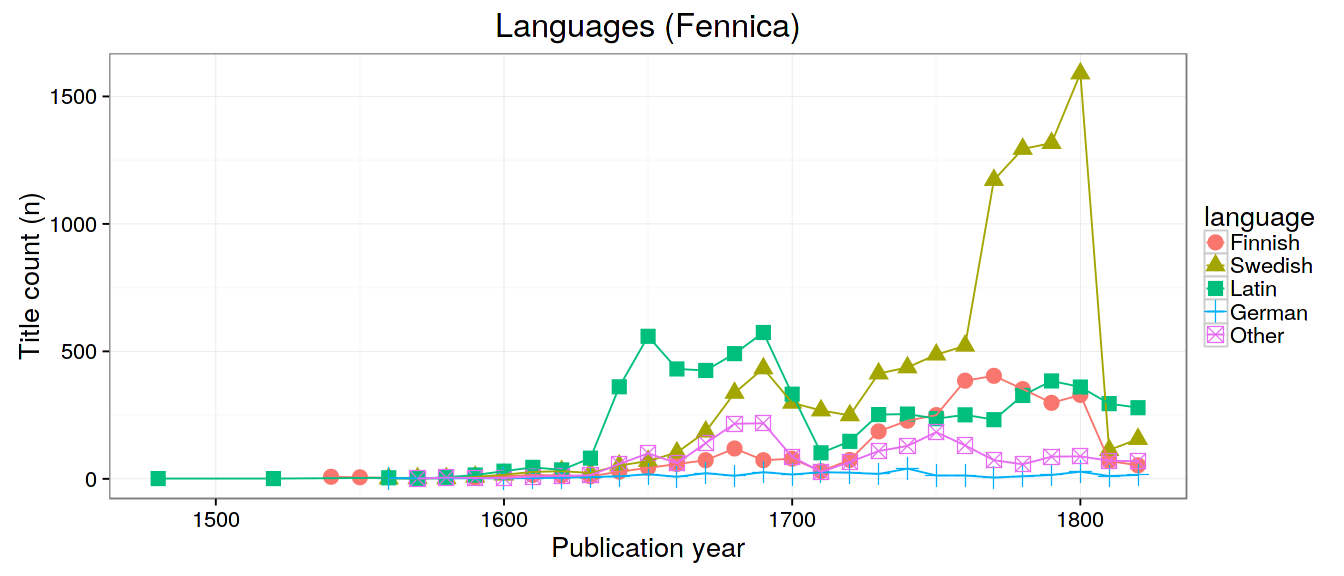 Languages (Fennica)
Title count (n)
1500
1000
500
0
1500 1600 1700 1800
Publication year
language
Finnish
Swedish
Latin
German
Other